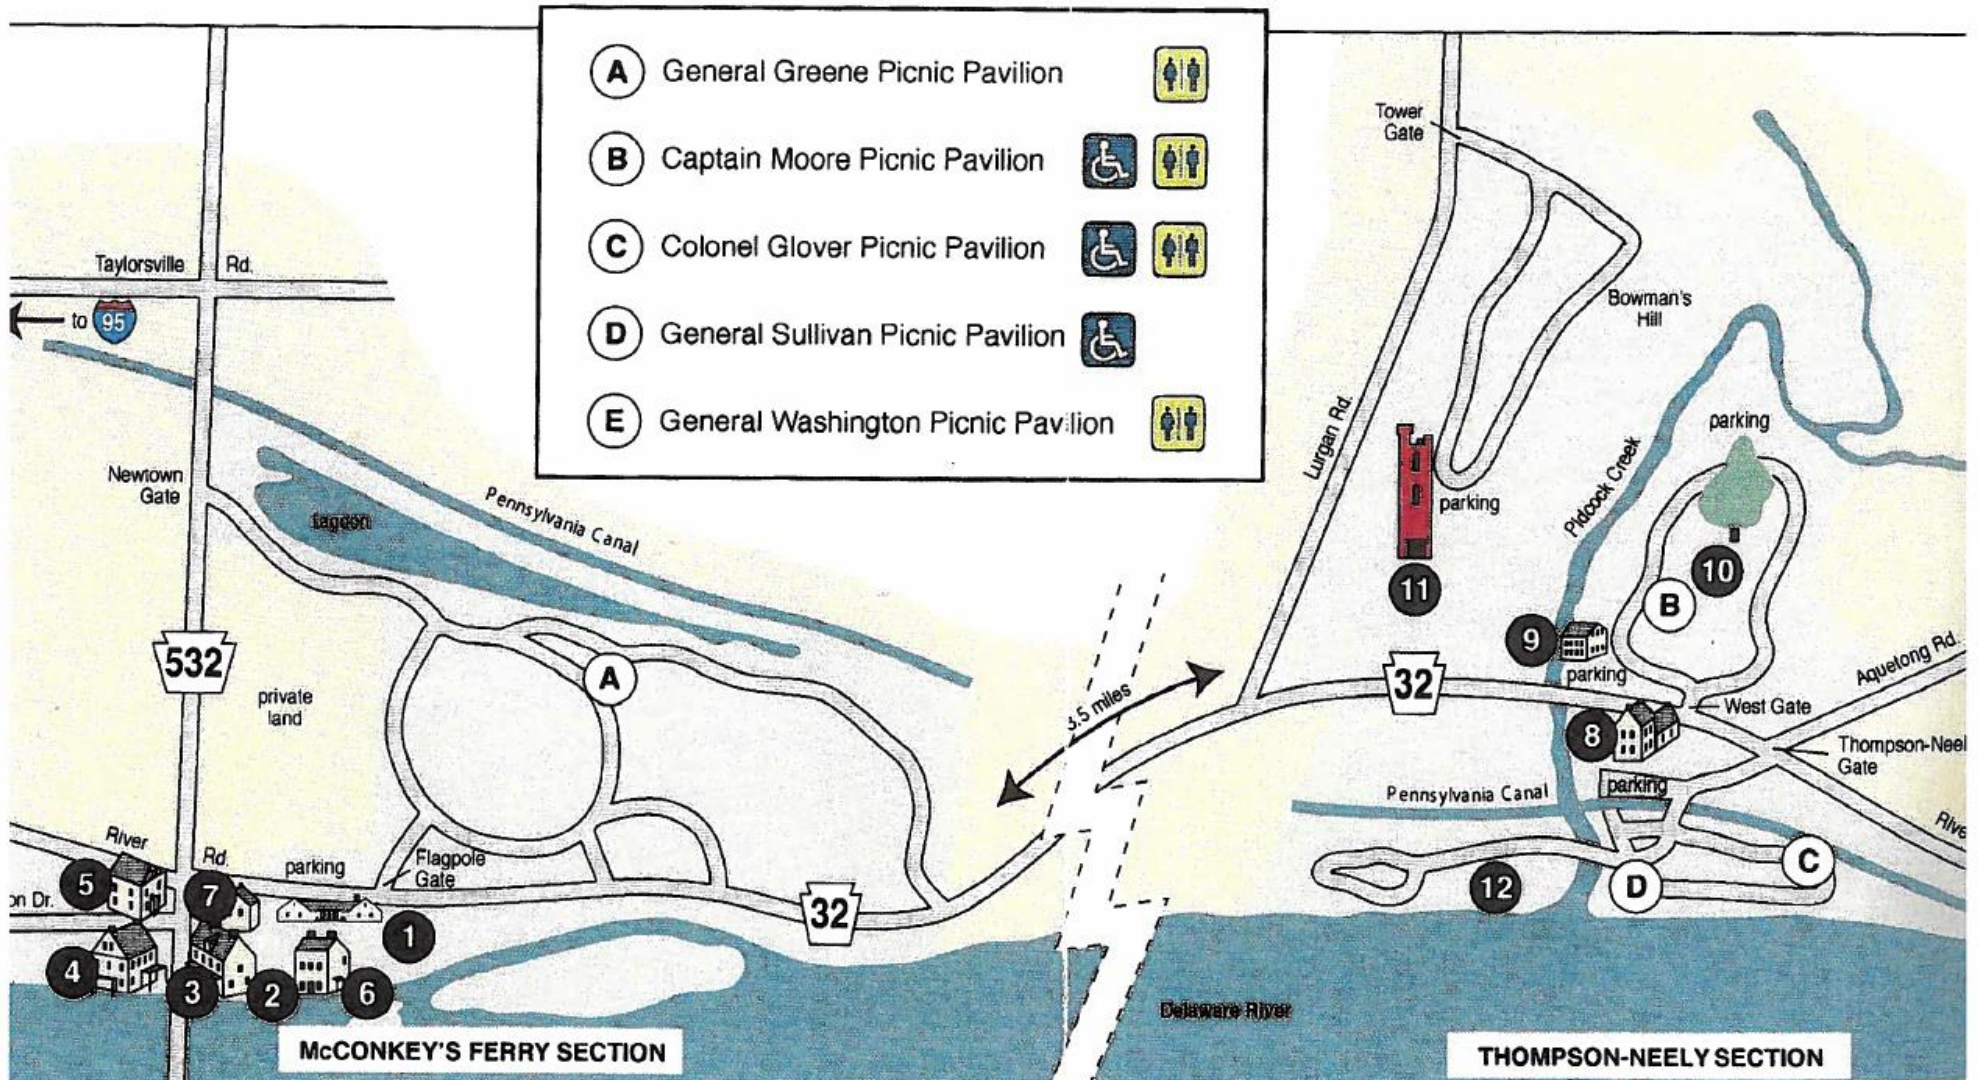 A General Greene Picnic Pavilion
B Captain Moore Picnic Pavilion
C Colonel Glover Picnic Pavilion
D General Sullivan Picnic Pavilion
E General Washington Picnic Pavilion
Tower
Gate
Taylorsville Rd.
to 95
Bowman's
Hill
Lurgan Rd.
parking
Pidcock Creek
Newtown
Gate
Lagoon
Pennsylvania Canal
parking
10
11
B
9
532
A
private
land
3.5 miles
32
parking
Aquetong Rd.
West Gate
8
Thompson-Neel
Gate
parking
Pennsylvania Canal
River Rd.
parking
Flagpole
Gate
Rive
C
5
7
on Dr.
32
12
D
1
4
3
2
6
Delaware River
McCONKEY'S FERRY SECTION
THOMPSON-NEELY SECTION